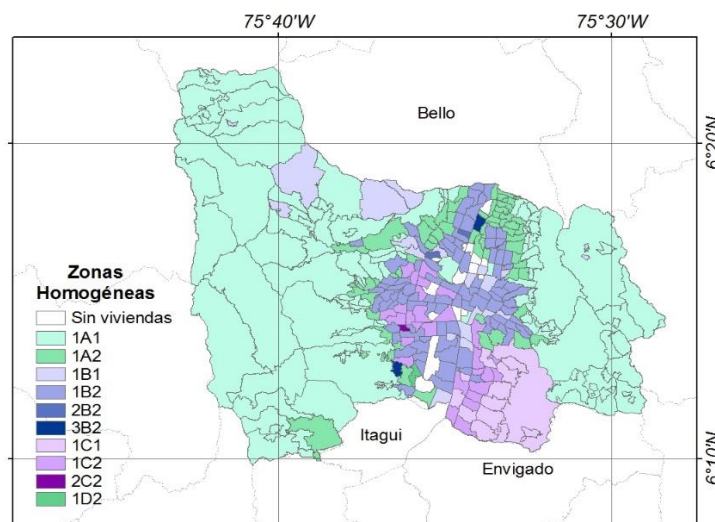 75°40'W
75°30'W
Bello
6°20'N
Zonas
Homogéneas
Sin viviendas
1A1
1A2
1B1
1B2
2B2
3B2
1C1
1C2
2C2
1D2
Itagui
Envigado
6°10'N